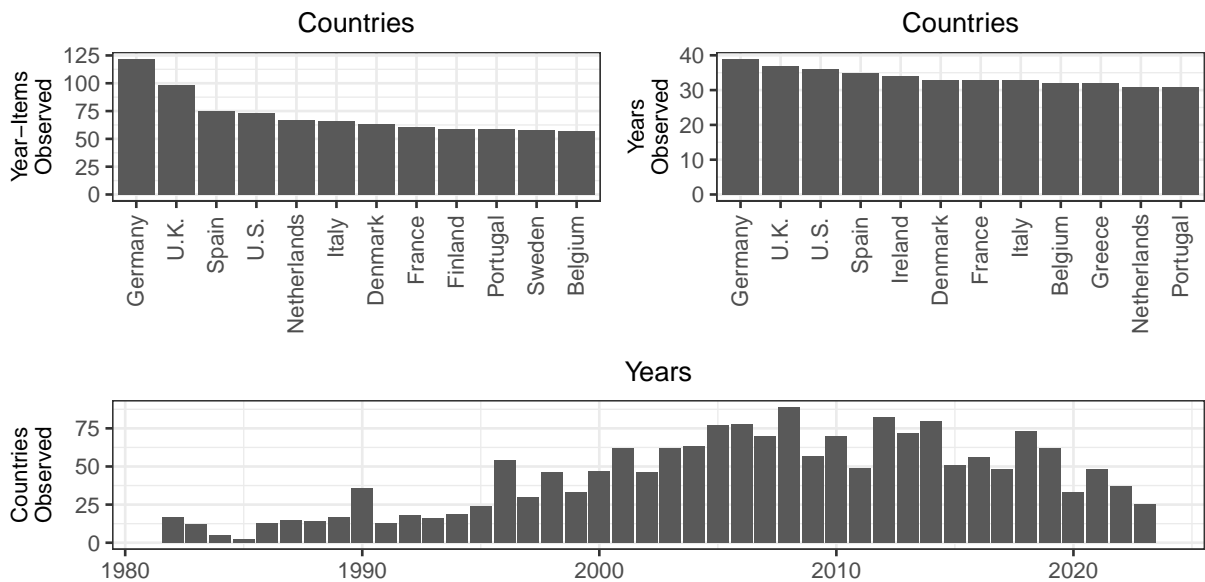 Countries
Year−Items
Observed
125
100
75
50
25
0
Germany
U.K.
Spain
U.S.
Netherlands
Italy
Denmark
France
Finland
Portugal
Sweden
Belgium
Countries
Years
Observed
40
30
20
10
0
Germany
U.K.
U.S.
Spain
Ireland
Denmark
France
Italy
Belgium
Greece
Netherlands
Portugal
Years
Countries
Observed
75
50
25
0
1980
1990
2000
2010
2020